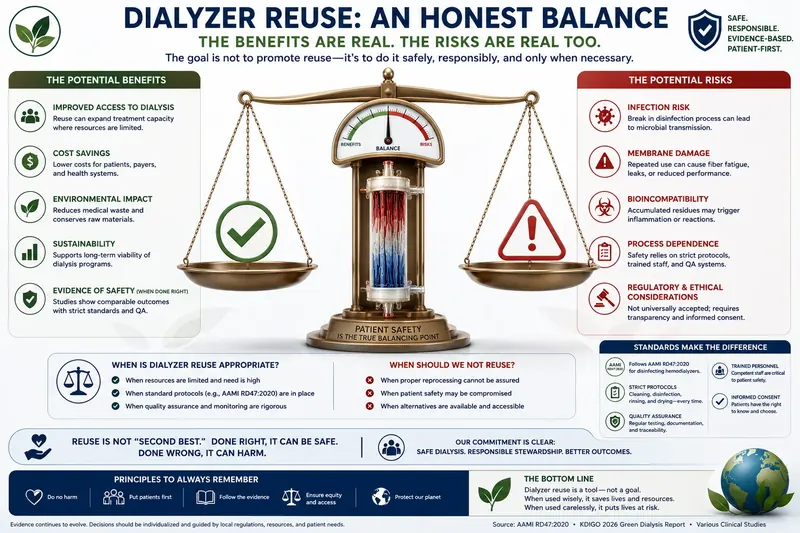 DIALYZER REUSE: AN HONEST BALANCE
THE BENEFITS ARE REAL. THE RISKS ARE REAL TOO.
The goal is not to promote reuse—it's to do it safely, responsibly, and only when necessary.
SAFE.
RESPONSIBLE.
EVIDENCE-BASED.
PATIENT-FIRST.
THE POTENTIAL BENEFITS
IMPROVED ACCESS TO DIALYSIS
Reuse can expand treatment capacity
where resources are limited.
COST SAVINGS
Lower costs for patients, payers,
and health systems.
ENVIRONMENTAL IMPACT
Reduces medical waste and
conserves raw materials.
SUSTAINABILITY
Supports long-term viability of
dialysis programs.
EVIDENCE OF SAFETY (WHEN DONE RIGHT)
Studies show comparable outcomes
with strict standards and QA.
BENEFITS
BALANCE
RISKS
PATIENT SAFETY
IS THE TRUE BALANCING POINT
THE POTENTIAL RISKS
INFECTION RISK
Break in disinfection process can lead
to microbial transmission.
MEMBRANE DAMAGE
Repeated use can cause fiber fatigue,
leaks, or reduced performance.
BIOINCOMPATIBILITY
Accumulated residues may trigger
inflammation or reactions.
PROCESS DEPENDENCE
Safety relies on strict protocols,
trained staff, and QA systems.
REGULATORY & ETHICAL
CONSIDERATIONS
Not universally accepted; requires
transparency and informed consent.
WHEN IS DIALYZER REUSE APPROPRIATE?
When resources are limited and need is high
When standard protocols (e.g., AAMI RD47:2020) are in place
When quality assurance and monitoring are rigorous
WHEN SHOULD WE NOT REUSE?
When proper reprocessing cannot be assured
When patient safety may be compromised
When alternatives are available and accessible
STANDARDS MAKE THE DIFFERENCE
AAMI
Follows AAMI RD47:2020
for disinfecting hemodialyzers.
STRICT PROTOCOLS
Cleaning, disinfection,
rinsing, and drying—every time.
QUALITY ASSURANCE
Regular testing, documentation,
and traceability.
TRAINED PERSONNEL
Competent staff are critical
to patient safety.
INFORMED CONSENT
Patients have the right
to know and choose.
REUSE IS NOT “SECOND BEST.” DONE RIGHT, IT CAN BE SAFE.
DONE WRONG, IT CAN HARM.
OUR COMMITMENT IS CLEAR:
SAFE DIALYSIS. RESPONSIBLE STEWARDSHIP. BETTER OUTCOMES.
PRINCIPLES TO ALWAYS REMEMBER
Do no harm
Put patients first
Follow the evidence
Ensure equity
and access
Protect our planet
THE BOTTOM LINE
Dialyzer reuse is a tool—not a goal.
When used wisely, it saves lives and resources.
When used carelessly, it puts lives at risk.
Evidence continues to evolve. Decisions should be individualized and guided by local regulations, resources, and patient needs.
Source: AAMI RD47:2020 • KDIGO 2026 Green Dialysis Report • Various Clinical Studies